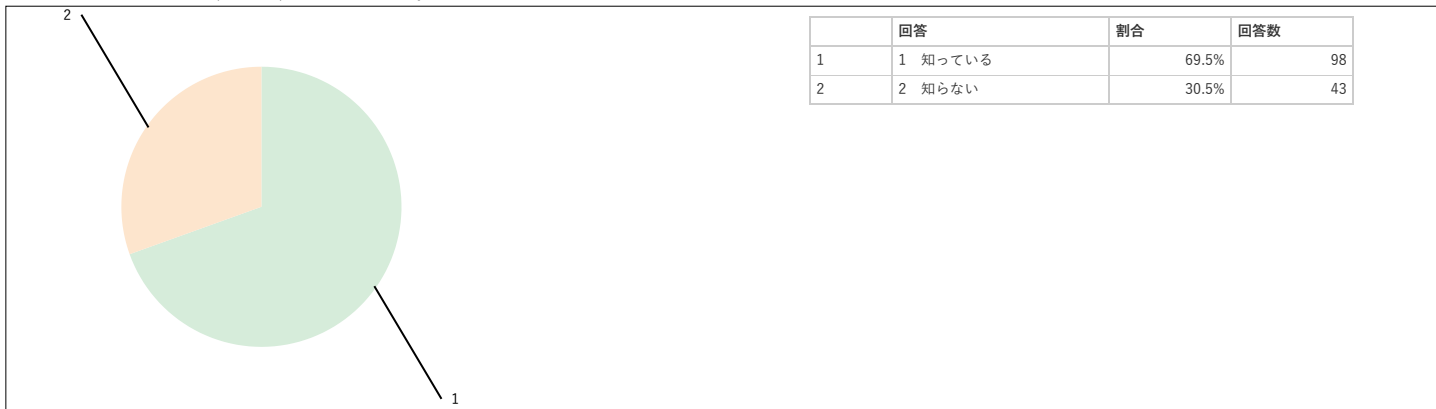 2
回答 割合 回答数
1 1 知っている 69.5% 98
2 2 知らない 30.5% 43
1